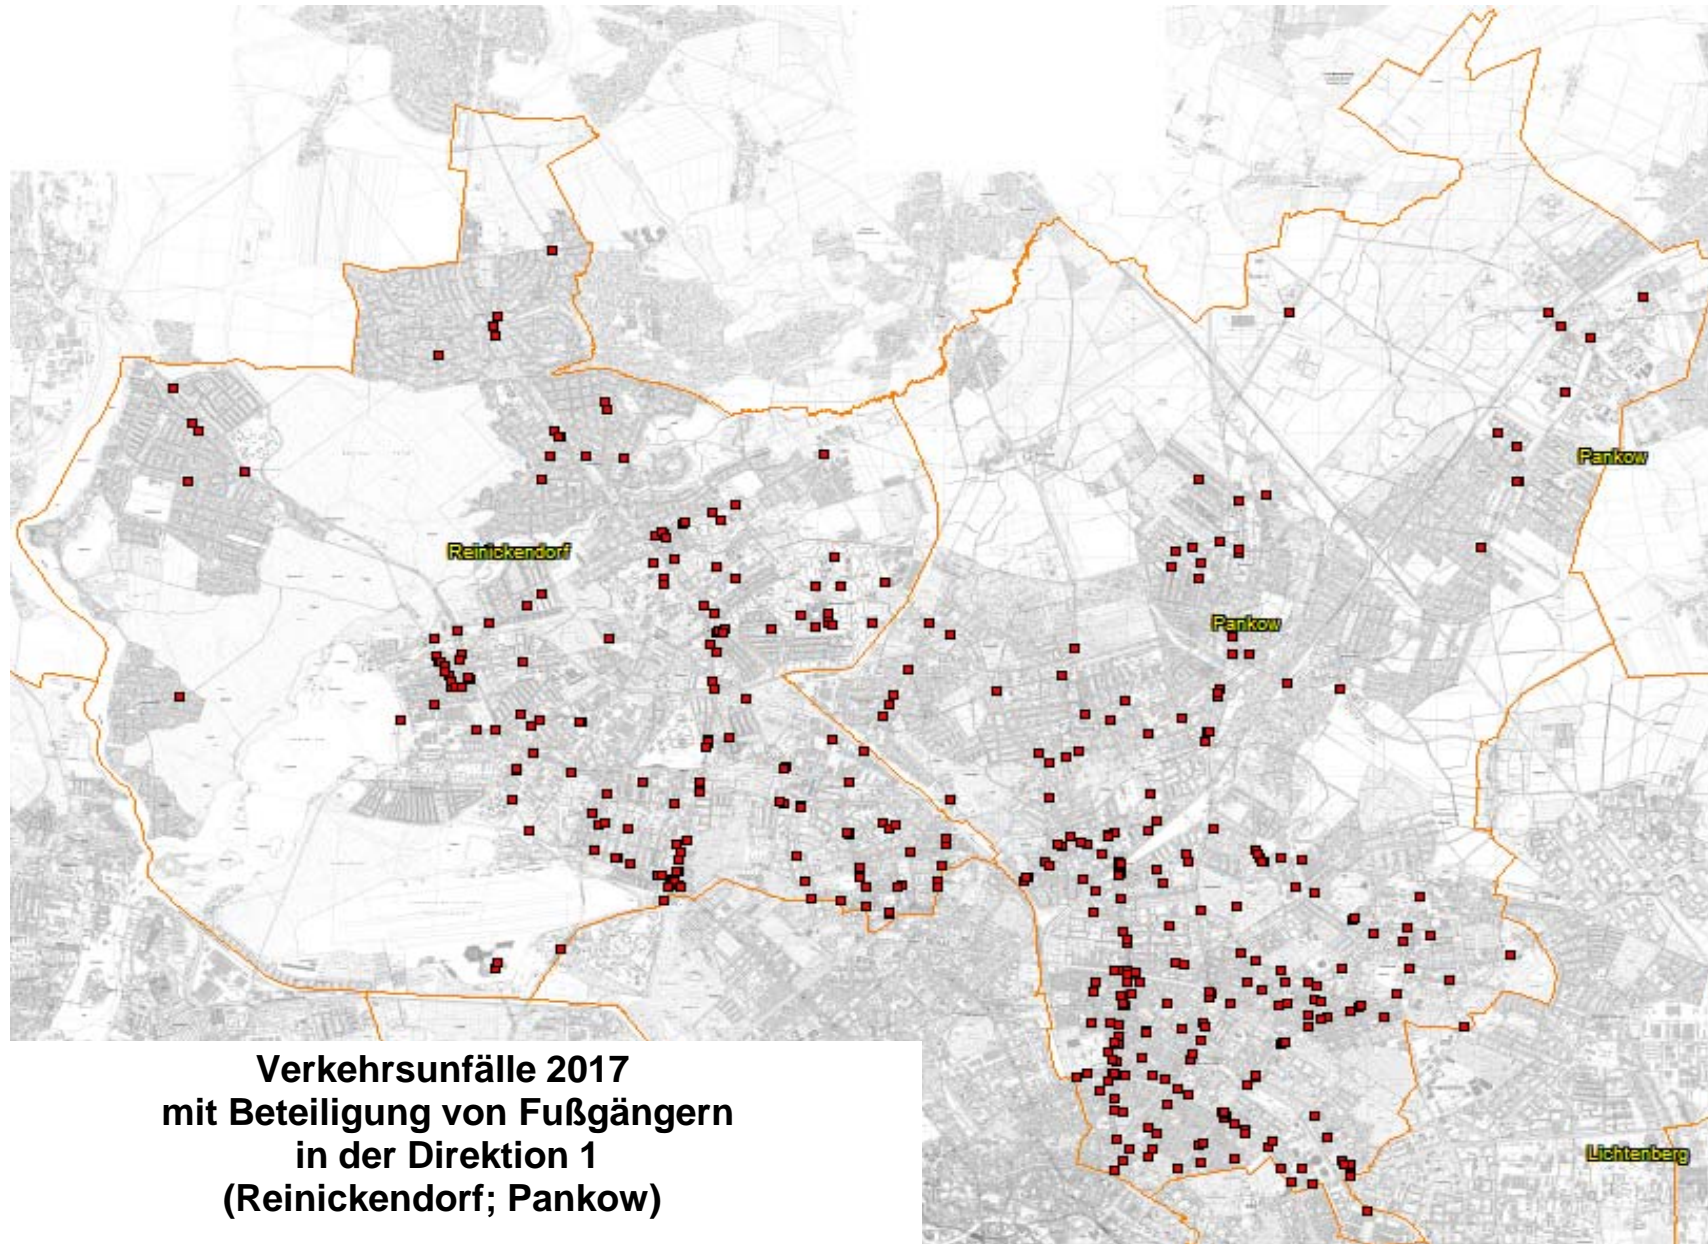 Pankow
Reinickendorf
Pankow
Lichtenberg
Verkehrsunfälle 2017
mit Beteiligung von Fußgängern
in der Direktion 1
(Reinickendorf; Pankow)